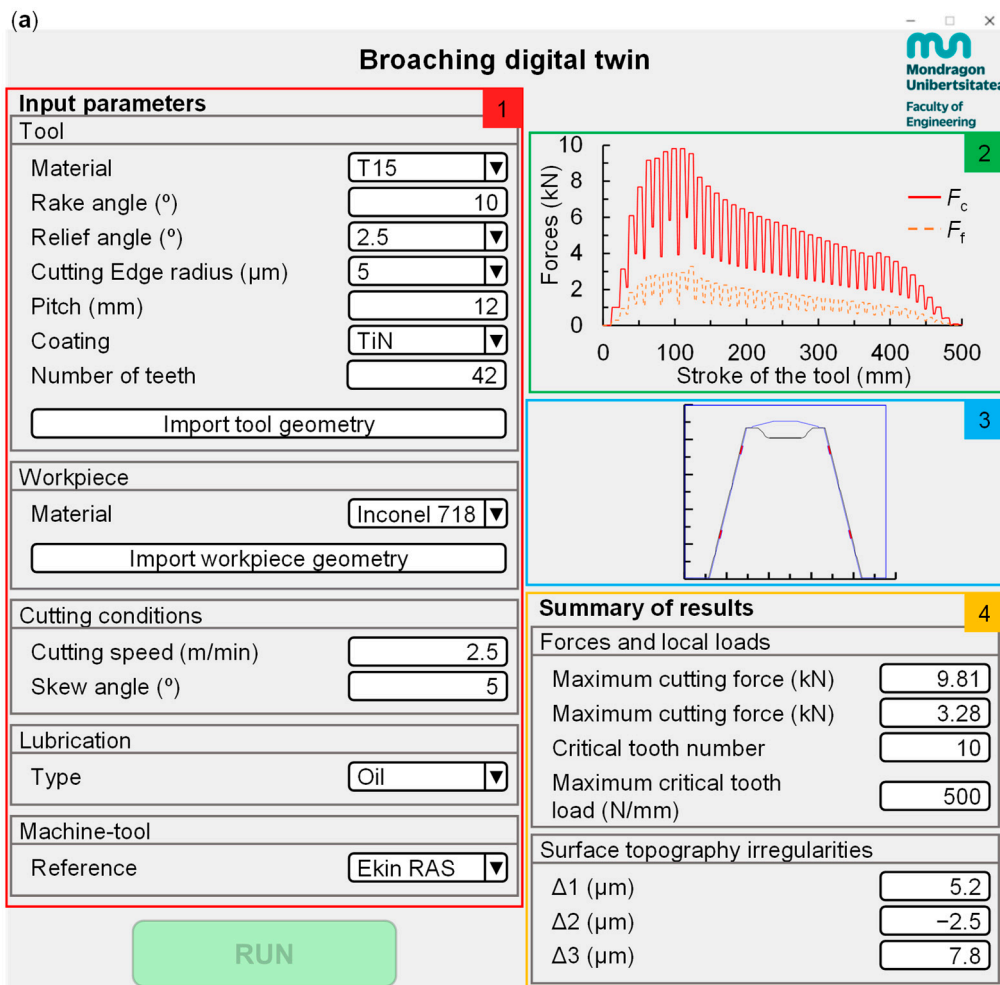 (a)
Broaching digital twin
Mondragon
Unibertsitatea
Faculty of
Engineering
Input parameters
1
Tool
Material T15
Rake angle (º) 10
Relief angle (º) 2.5
Cutting Edge radius (µm) 5
Pitch (mm) 12
Coating TiN
Number of teeth 42
Import tool geometry
Workpiece
Material Inconel 718
Import workpiece geometry
Cutting conditions
Cutting speed (m/min) 2.5
Skew angle (º) 5
Lubrication
Type Oil
Machine-tool
Reference Ekin RAS
RUN
2
Forces (kN)
10
8
6
4
2
0
Fc
Ff
0 100 200 300 400 500
Stroke of the tool (mm)
3
Summary of results
4
Forces and local loads
Maximum cutting force (kN) 9.81
Maximum cutting force (kN) 3.28
Critical tooth number 10
Maximum critical tooth
load (N/mm) 500
Surface topography irregularities
Δ1 (µm) 5.2
Δ2 (µm) −2.5
Δ3 (µm) 7.8